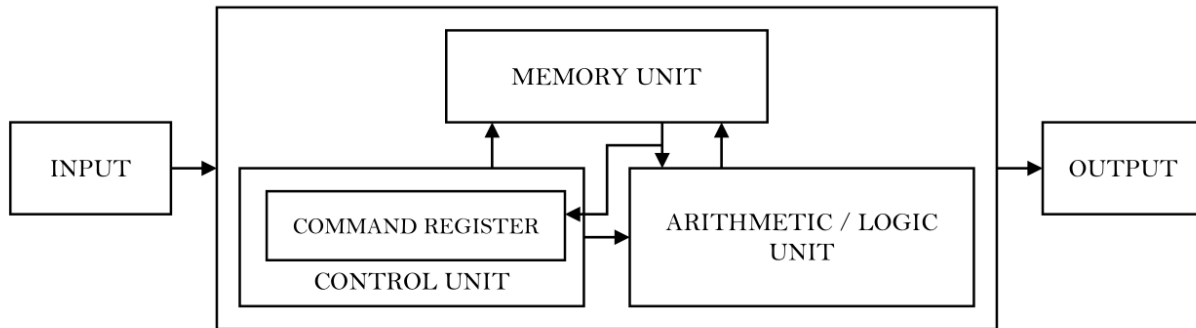 MEMORY UNIT
INPUT
OUTPUT
COMMAND REGISTER
CONTROL UNIT
ARITHMETIC / LOGIC
UNIT